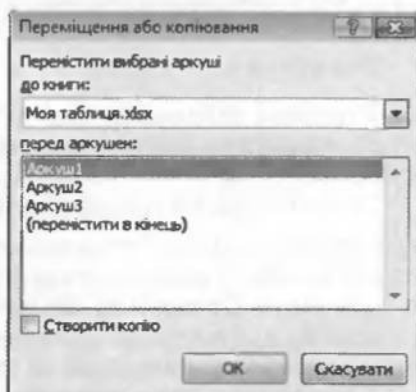 Переміщення або копіювання
Перемістити вибрані аркуші
до книги:
Моя таблиця.xlsx
перед аркушем:
Аркуш1
Аркуш2
Аркуш3
(перемістити в кінець)
Створити копію
ОК
Скасувати